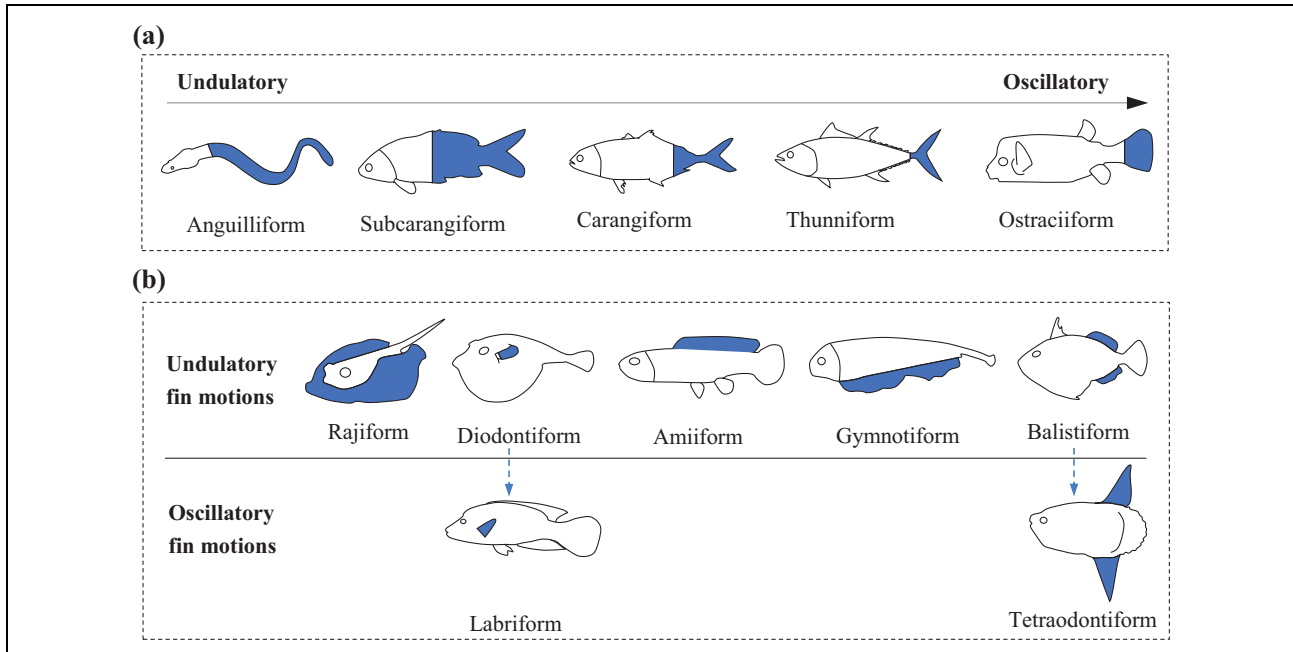 (a)
Undulatory Oscillatory
Anguilliform Subcarangiform Carangiform Thunniform Ostraciiform
(b)
Undulatory
fin motions
Rajiform Diodontiform Amiiform Gymnotiform Balistiform
Oscillatory
fin motions
Labriform Tetraodontiform